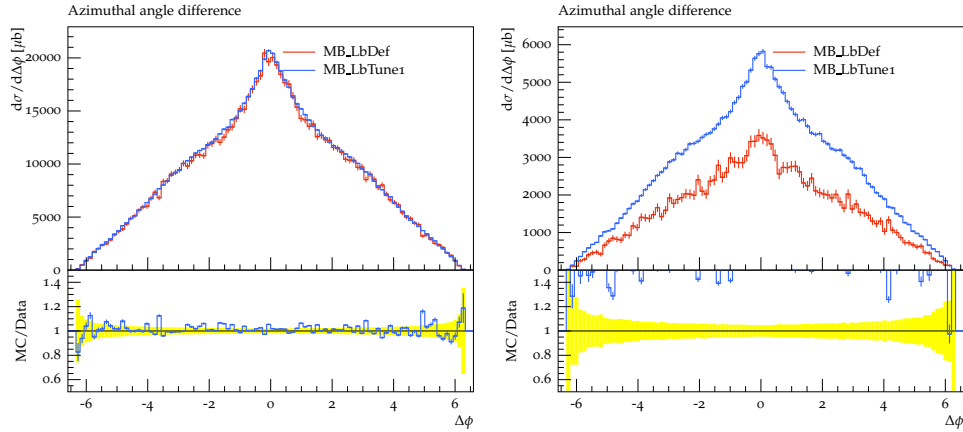 Azimuthal angle difference
dσ/dΔϕ [µb]
MB_LbDef
MB_LbTune1
20000
15000
10000
5000
0
MC/Data
1.4
1.2
1
0.8
0.6
-6 -4 -2 0 2 4 6
Δϕ
Azimuthal angle difference
dσ/dΔϕ [µb]
MB_LbDef
MB_LbTune1
6000
5000
4000
3000
2000
1000
0
MC/Data
1.4
1.2
1
0.8
0.6
-6 -4 -2 0 2 4 6
Δϕ